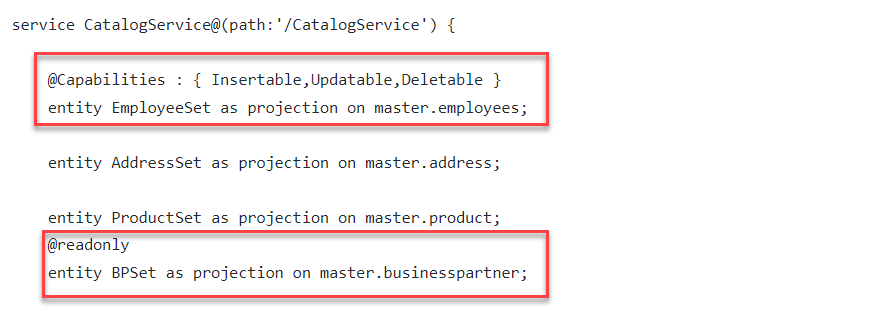 service CatalogService@(path:'/CatalogService') {
@Capabilities : { Insertable,Updatable,Deletable }
entity EmployeeSet as projection on master.employees;
entity AddressSet as projection on master.address;
entity ProductSet as projection on master.product;
@readonly
entity BPSet as projection on master.businesspartner;